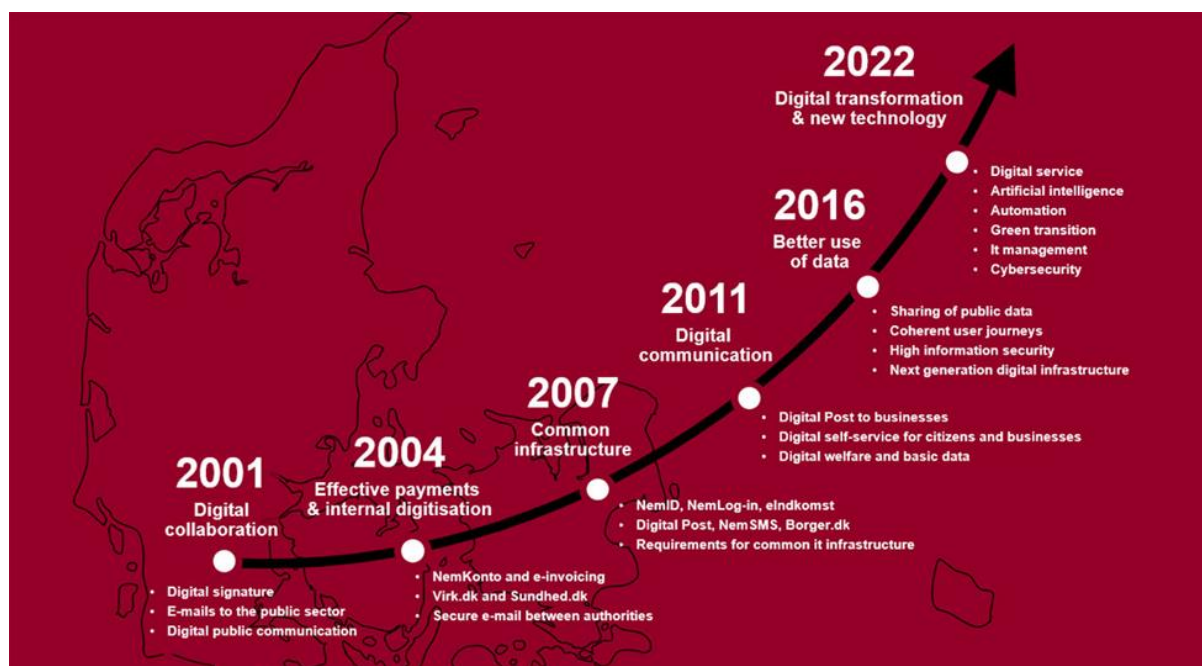 2001
Digital
collaboration
• Digital signature
• E-mails to the public sector
• Digital public communication
2004
Effective payments
& internal digitisation
• NemKonto and e-invoicing
• Virk.dk and Sundhed.dk
• Secure e-mail between authorities
2007
Common
infrastructure
• NemID, NemLog-in, eIndkomst
• Digital Post, NemSMS, Borger.dk
• Requirements for common it infrastructure
2011
Digital
communication
• Digital Post to businesses
• Digital self-service for citizens and businesses
• Digital welfare and basic data
2016
Better use
of data
• Sharing of public data
• Coherent user journeys
• High information security
• Next generation digital infrastructure
2022
Digital transformation
& new technology
• Digital service
• Artificial intelligence
• Automation
• Green transition
• It management
• Cybersecurity